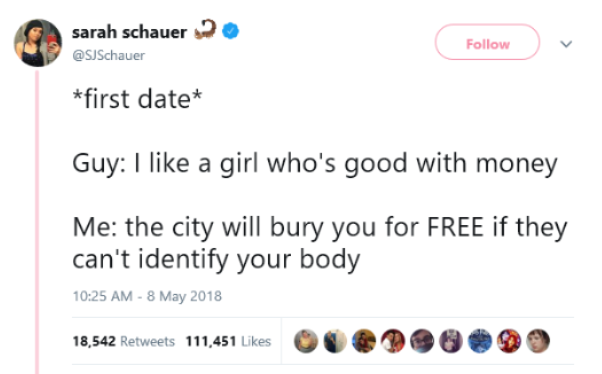 sarah schauer
@SJSchauer
Follow
*first date*
Guy: I like a girl who's good with money
Me: the city will bury you for FREE if they
can't identify your body
10:25 AM - 8 May 2018
18,542 Retweets 111,451 Likes